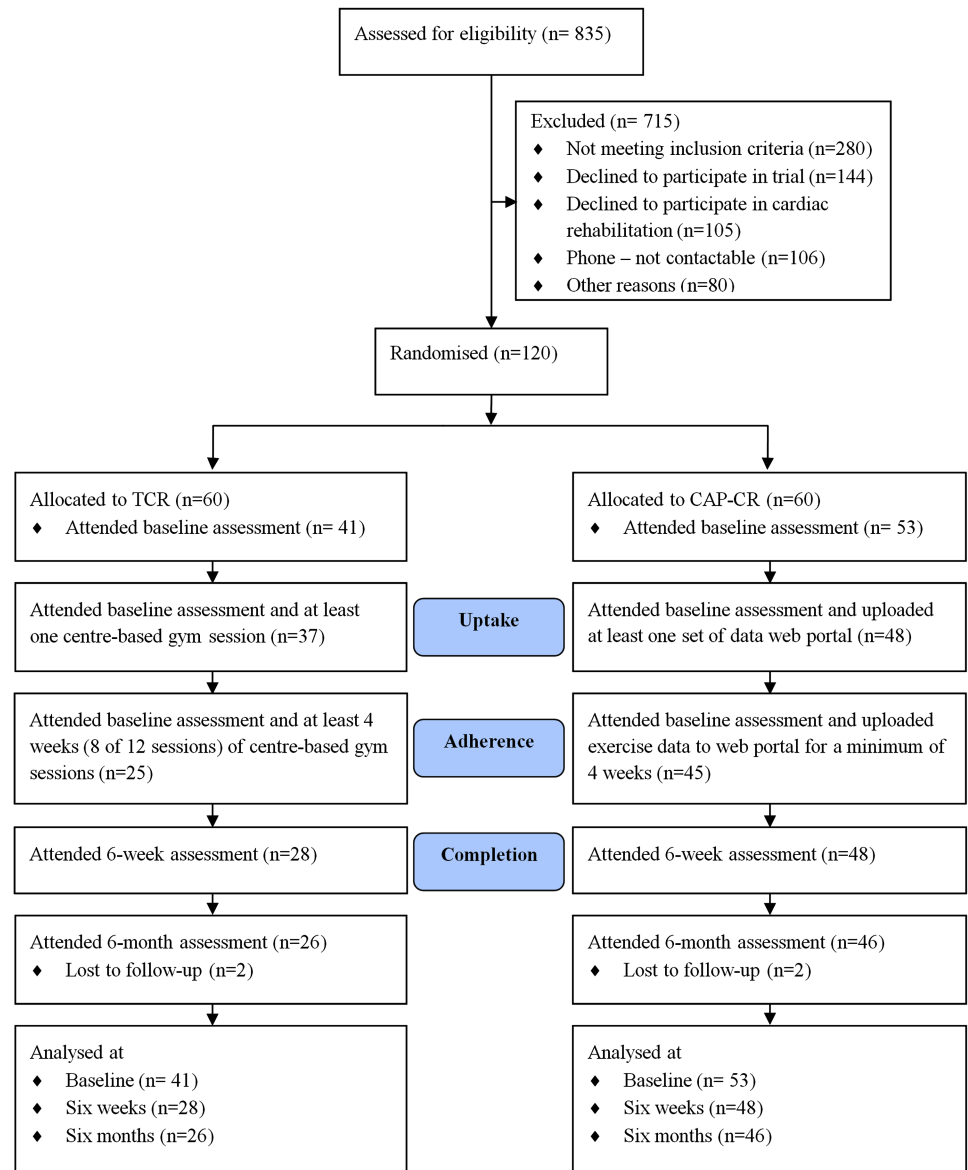 Assessed for eligibility (n= 835)
Excluded (n= 715)
♦ Not meeting inclusion criteria (n=280)
♦ Declined to participate in trial (n=144)
♦ Declined to participate in cardiac
rehabilitation (n=105)
♦ Phone – not contactable (n=106)
♦ Other reasons (n=80)
Randomised (n=120)
Allocated to TCR (n=60)
♦ Attended baseline assessment (n= 41)
Allocated to CAP-CR (n=60)
♦ Attended baseline assessment (n= 53)
Attended baseline assessment and at least
one centre-based gym session (n=37)
Uptake
Attended baseline assessment and uploaded
at least one set of data web portal (n=48)
Attended baseline assessment and at least 4
weeks (8 of 12 sessions) of centre-based gym
sessions (n=25)
Adherence
Attended baseline assessment and uploaded
exercise data to web portal for a minimum of
4 weeks (n=45)
Attended 6-week assessment (n=28)
Completion
Attended 6-week assessment (n=48)
Attended 6-month assessment (n=26)
♦ Lost to follow-up (n=2)
Attended 6-month assessment (n=46)
♦ Lost to follow-up (n=2)
Analysed at
♦ Baseline (n= 41)
♦ Six weeks (n=28)
♦ Six months (n=26)
Analysed at
♦ Baseline (n= 53)
♦ Six weeks (n=48)
♦ Six months (n=46)